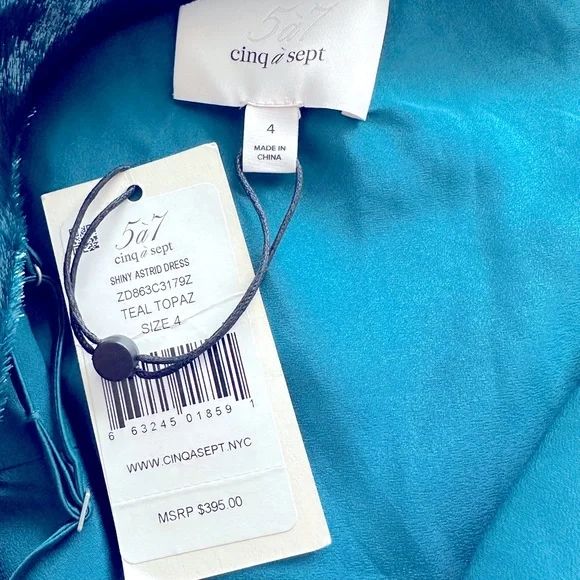 5à7
cinq à sept
4
MADE IN
CHINA
5à7
cinq à sept
SHINY ASTRID DRESS
ZD863C3179Z
TEAL TOPAZ
SIZE 4
6 63245 01859 1
WWW.CINQASEPT.NYC
MSRP $395.00